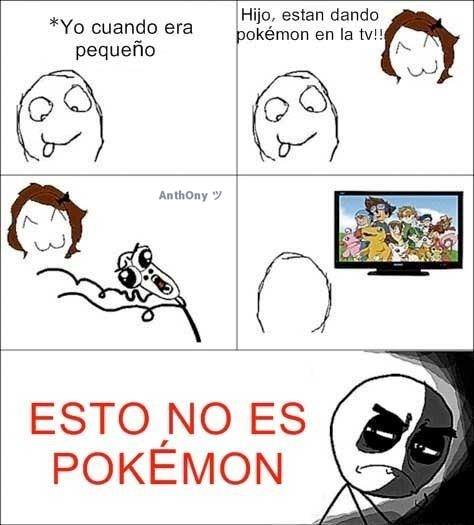 *Yo cuando era
pequeño
Hijo, estan dando
pokémon en la tv!!
AnthOny ツ
ESTO NO ES
POKÉMON